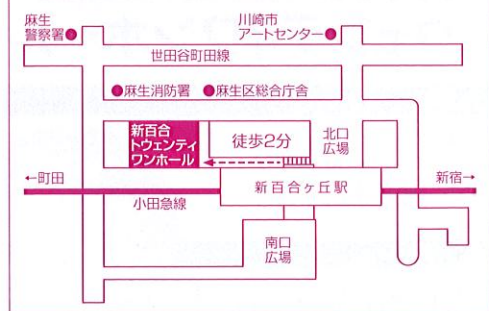 麻生
警察署
川崎市
アートセンター
世田谷町田線
麻生消防署
麻生区総合庁舎
新百合
トウェンティ
ワンホール
徒歩2分
北口
広場
←町田
新宿→
新百合ヶ丘駅
小田急線
南口
広場